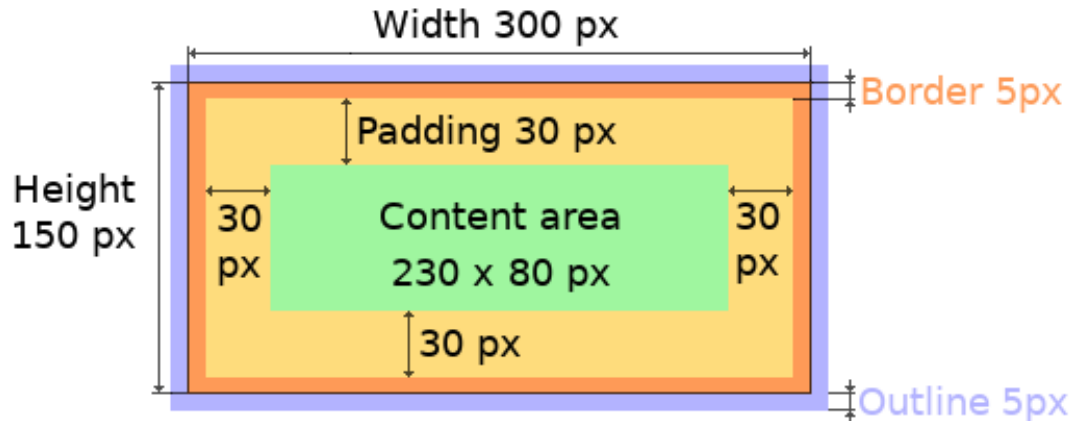 Width 300 px
Border 5px
Padding 30 px
Height
150 px
30
px
Content area
230 x 80 px
30
px
30 px
Outline 5px